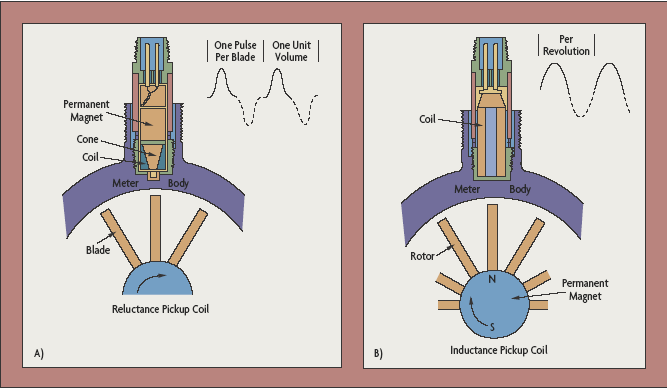 One Pulse
Per Blade
One Unit
Volume
Permanent
Magnet
Cone
Coil
Meter
Body
Blade
Reluctance Pickup Coil
A)
Per
Revolution
Coil
Meter
Body
Rotor
N
Permanent
Magnet
S
Inductance Pickup Coil
B)